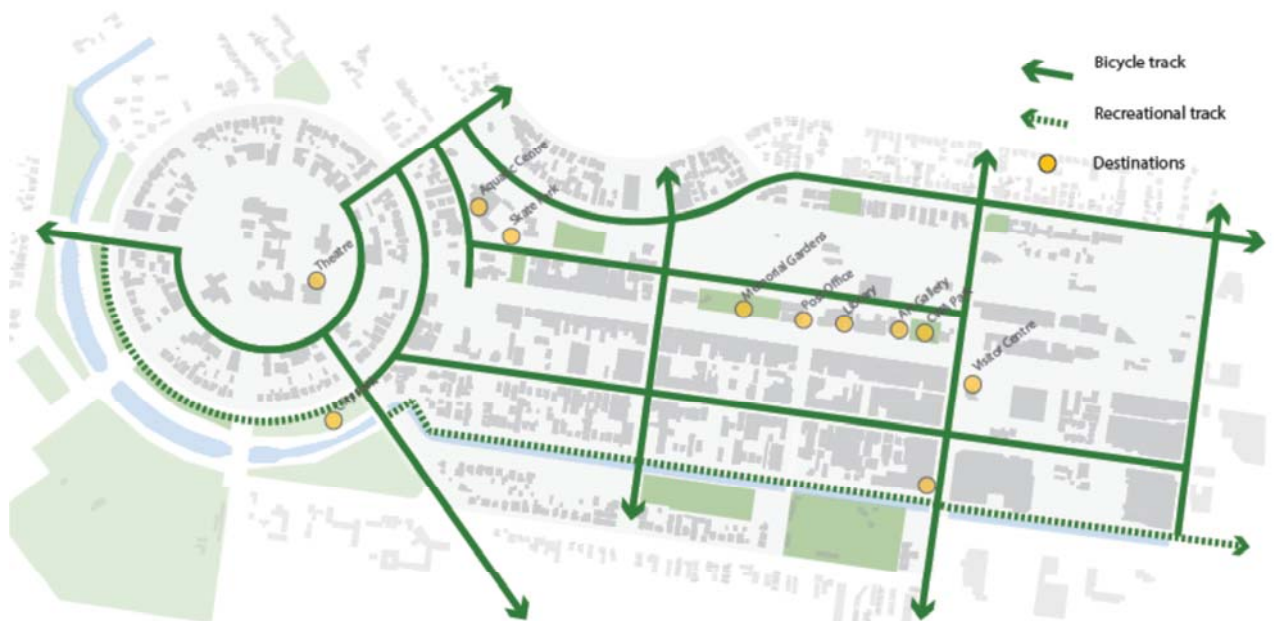 Bicycle track
Recreational track
Destinations
Aquatic Centre
Skate Park
Theatre
Memorial Gardens
Post Office
Library
Art Gallery
Park
Visitor Centre